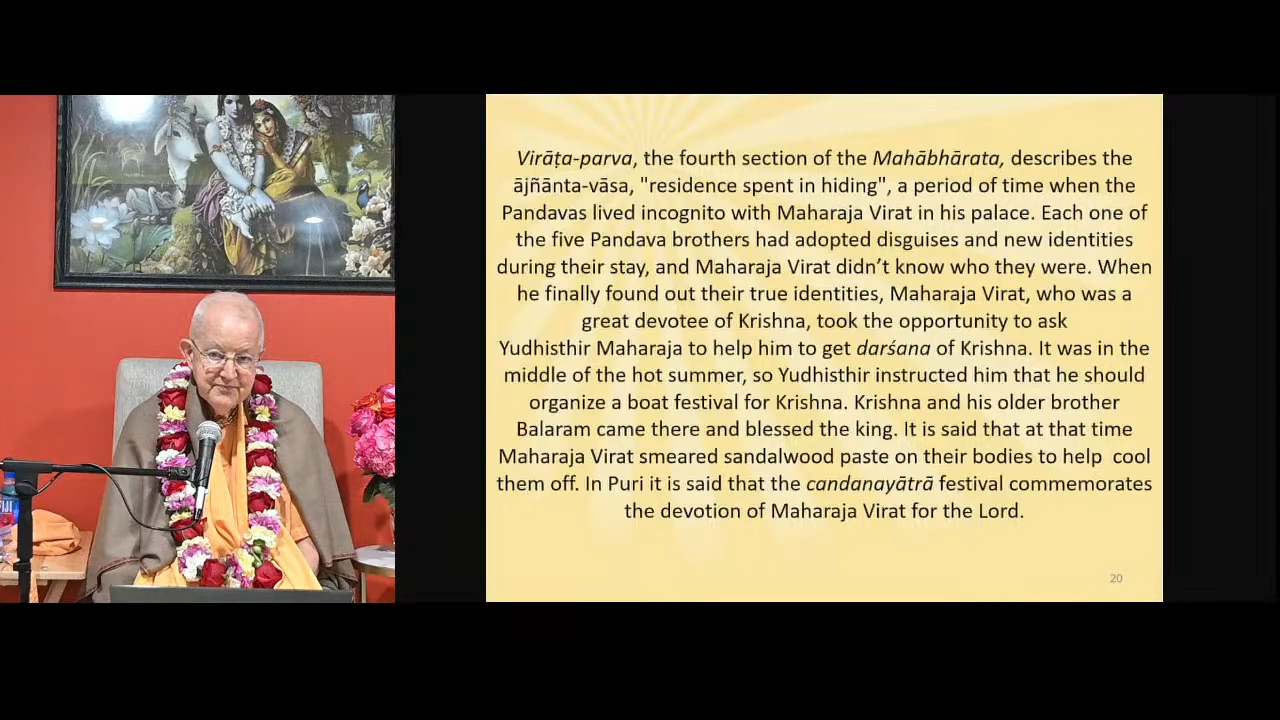 Virāṭa-parva, the fourth section of the Mahābhārata, describes the
ājñānta-vāsa, "residence spent in hiding", a period of time when the
Pandavas lived incognito with Maharaja Virat in his palace. Each one of
the five Pandava brothers had adopted disguises and new identities
during their stay, and Maharaja Virat didn’t know who they were. When
he finally found out their true identities, Maharaja Virat, who was a
great devotee of Krishna, took the opportunity to ask
Yudhisthir Maharaja to help him to get darśana of Krishna. It was in the
middle of the hot summer, so Yudhisthir instructed him that he should
organize a boat festival for Krishna. Krishna and his older brother
Balaram came there and blessed the king. It is said that at that time
Maharaja Virat smeared sandalwood paste on their bodies to help  cool
them off. In Puri it is said that the candanayātrā festival commemorates
the devotion of Maharaja Virat for the Lord.
20
FIJI